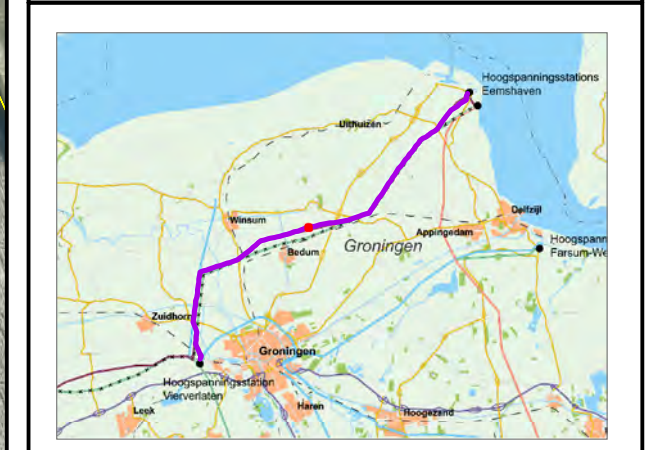 Hoogspanningsstations
Eemshaven
Uithuizen
Delfzijl
Winsum
Appingedam
Groningen
Hoogspann
Bedum
Farsum-We
Zuidhorn
Groningen
Hoogspanningsstation
Vierverlaten
Leek
Haren
Hoogezand